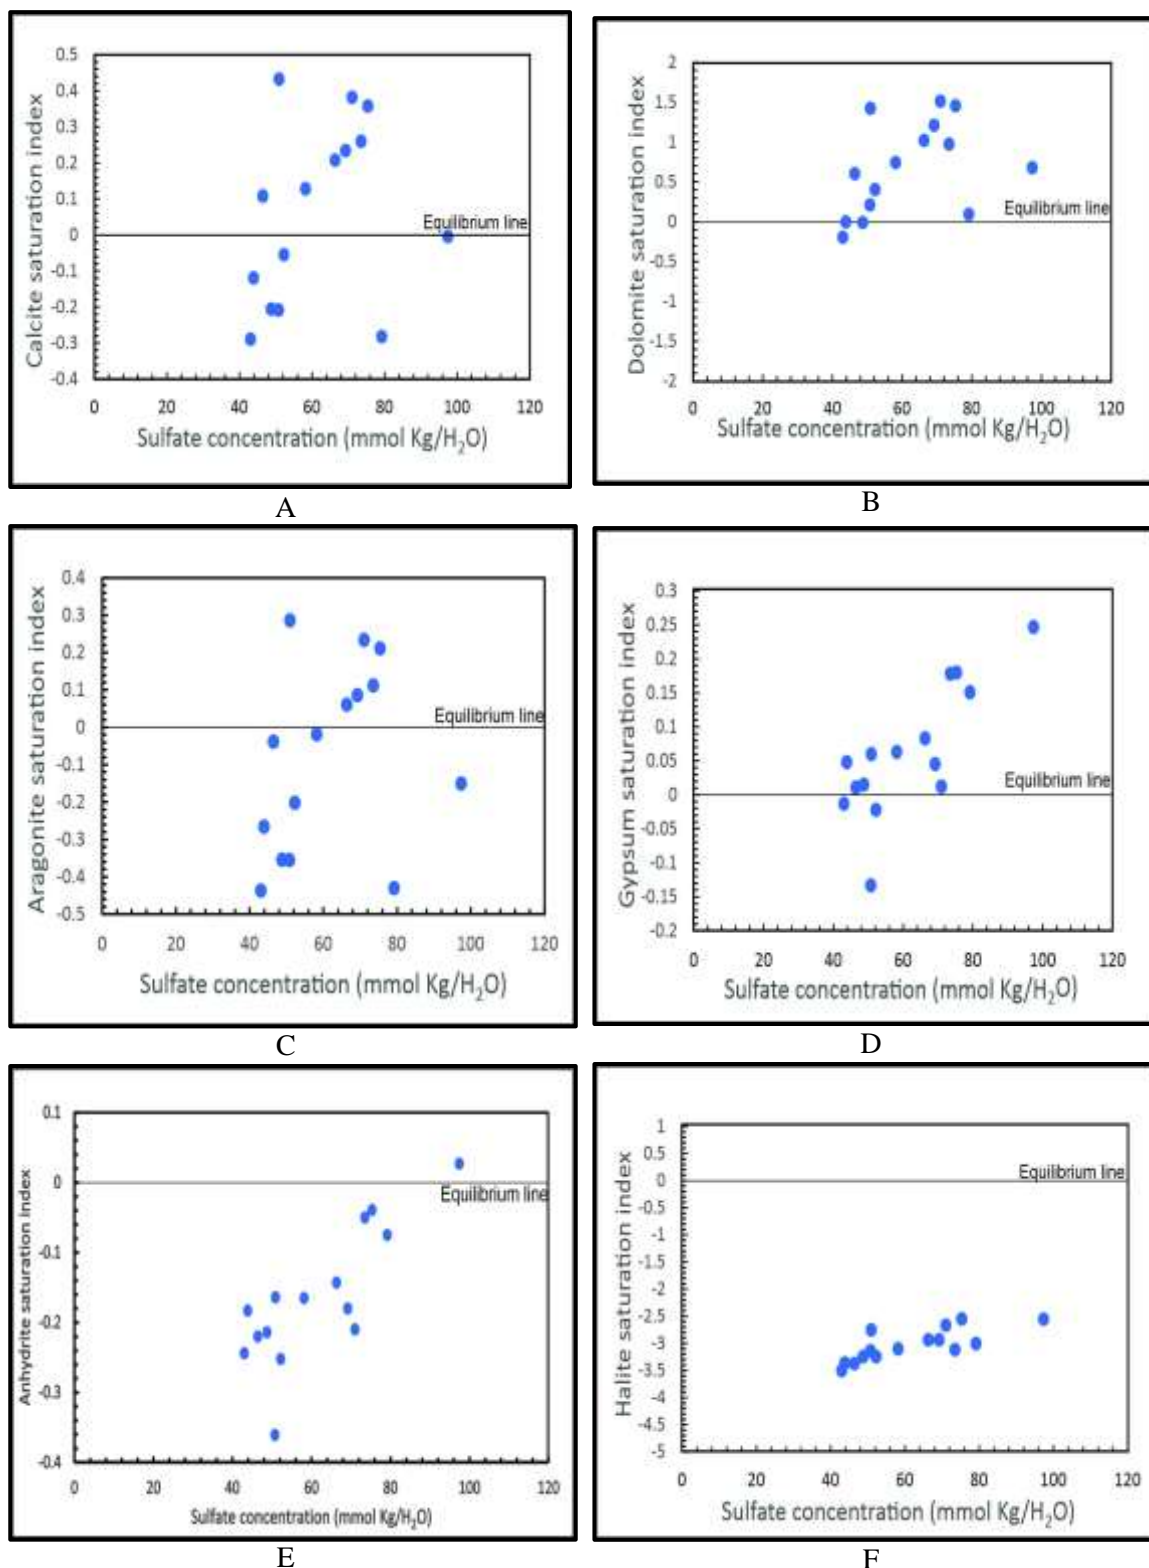 Calcite saturation index
0.5
0.4
0.3
0.2
0.1
0
-0.1
-0.2
-0.3
-0.4
Equilibrium line
0 20 40 60 80 100 120
Sulfate concentration (mmol Kg/H₂O)
A
Dolomite saturation index
2
1.5
1
0.5
0
-0.5
-1
-1.5
-2
Equilibrium line
0 20 40 60 80 100 120
Sulfate concentration (mmol Kg/H₂O)
B
Aragonite saturation index
0.4
0.3
0.2
0.1
0
-0.1
-0.2
-0.3
-0.4
-0.5
Equilibrium line
0 20 40 60 80 100 120
Sulfate concentration (mmol Kg/H₂O)
C
Gypsum saturation index
0.3
0.25
0.2
0.15
0.1
0.05
0
-0.05
-0.1
-0.15
-0.2
Equilibrium line
0 20 40 60 80 100 120
Sulfate concentration (mmol Kg/H₂O)
D
Anhydrite saturation index
0.1
0
-0.1
-0.2
-0.3
-0.4
Equilibrium line
0 20 40 60 80 100 120
Sulfate concentration (mmol Kg/H₂O)
E
Halite saturation index
1
0.5
0
-0.5
-1
-1.5
-2
-2.5
-3
-3.5
-4
-4.5
-5
Equilibrium line
0 20 40 60 80 100 120
Sulfate concentration (mmol Kg/H₂O)
F